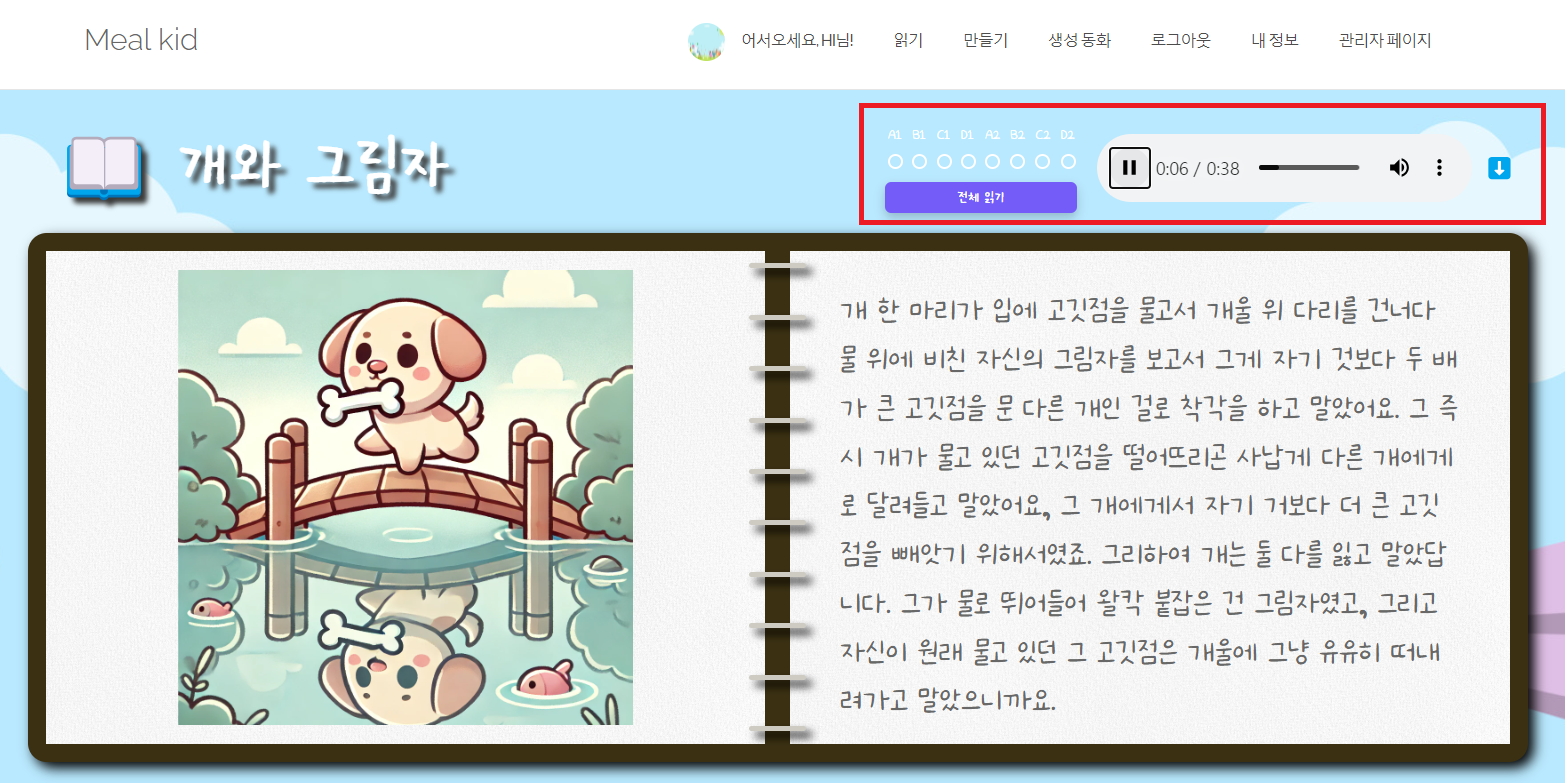 Meal kid
어서오세요, HI님!
읽기
만들기
생성 동화
로그아웃
내 정보
관리자 페이지
개와 그림자
A1 B1 C1 D1 A2 B2 C2 D2
전체 읽기
0:06 / 0:38
개 한 마리가 입에 고깃점을 물고서 개울 위 다리를 건너다
물 위에 비친 자신의 그림자를 보고서 그게 자기 것보다 두 배
가 큰 고깃점을 문 다른 개인 걸로 착각을 하고 말았어요. 그 즉
시 개가 물고 있던 고깃점을 떨어뜨리곤 사납게 다른 개에게
로 달려들고 말았어요, 그 개에게서 자기 거보다 더 큰 고깃
점을 빼앗기 위해서였죠. 그리하여 개는 둘 다를 잃고 말았답
니다. 그가 물로 뛰어들어 왈칵 붙잡은 건 그림자였고, 그리고
자신이 원래 물고 있던 그 고깃점은 개울에 그냥 유유히 떠내
려가고 말았으니까요.